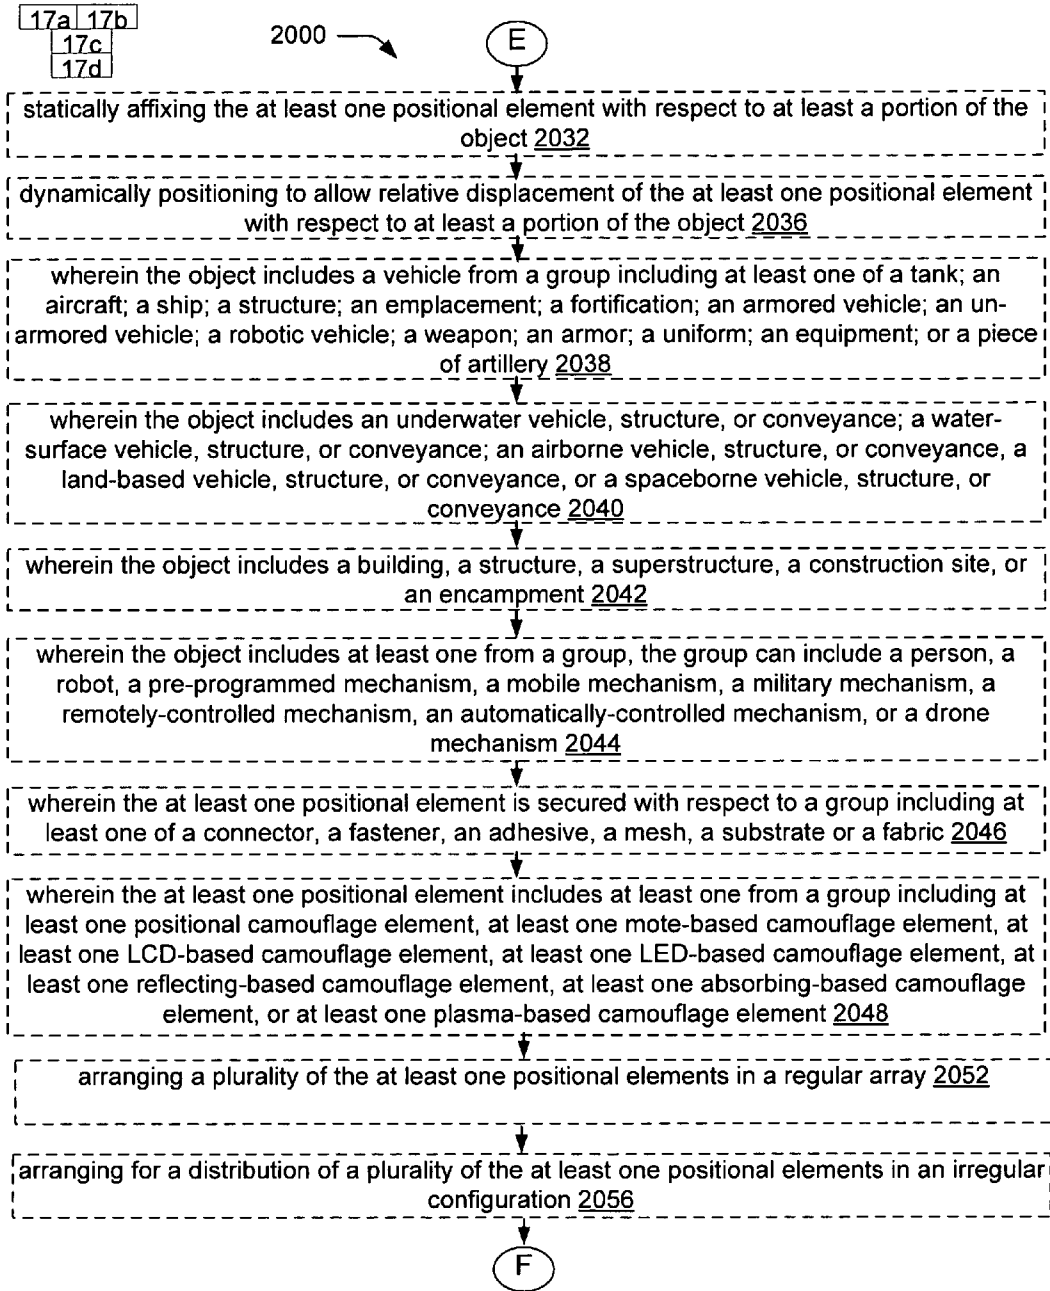 17a 17b
17c
17d
2000
E
statically affixing the at least one positional element with respect to at least a portion of the
object 2032
dynamically positioning to allow relative displacement of the at least one positional element
with respect to at least a portion of the object 2036
wherein the object includes a vehicle from a group including at least one of a tank; an
aircraft; a ship; a structure; an emplacement; a fortification; an armored vehicle; an un-
armored vehicle; a robotic vehicle; a weapon; an armor; a uniform; an equipment; or a piece
of artillery 2038
wherein the object includes an underwater vehicle, structure, or conveyance; a water-
surface vehicle, structure, or conveyance; an airborne vehicle, structure, or conveyance, a
land-based vehicle, structure, or conveyance, or a spaceborne vehicle, structure, or
conveyance 2040
wherein the object includes a building, a structure, a superstructure, a construction site, or
an encampment 2042
wherein the object includes at least one from a group, the group can include a person, a
robot, a pre-programmed mechanism, a mobile mechanism, a military mechanism, a
remotely-controlled mechanism, an automatically-controlled mechanism, or a drone
mechanism 2044
wherein the at least one positional element is secured with respect to a group including at
least one of a connector, a fastener, an adhesive, a mesh, a substrate or a fabric 2046
wherein the at least one positional element includes at least one from a group including at
least one positional camouflage element, at least one mote-based camouflage element, at
least one LCD-based camouflage element, at least one LED-based camouflage element, at
least one reflecting-based camouflage element, at least one absorbing-based camouflage
element, or at least one plasma-based camouflage element 2048
arranging a plurality of the at least one positional elements in a regular array 2052
arranging for a distribution of a plurality of the at least one positional elements in an irregular
configuration 2056
F